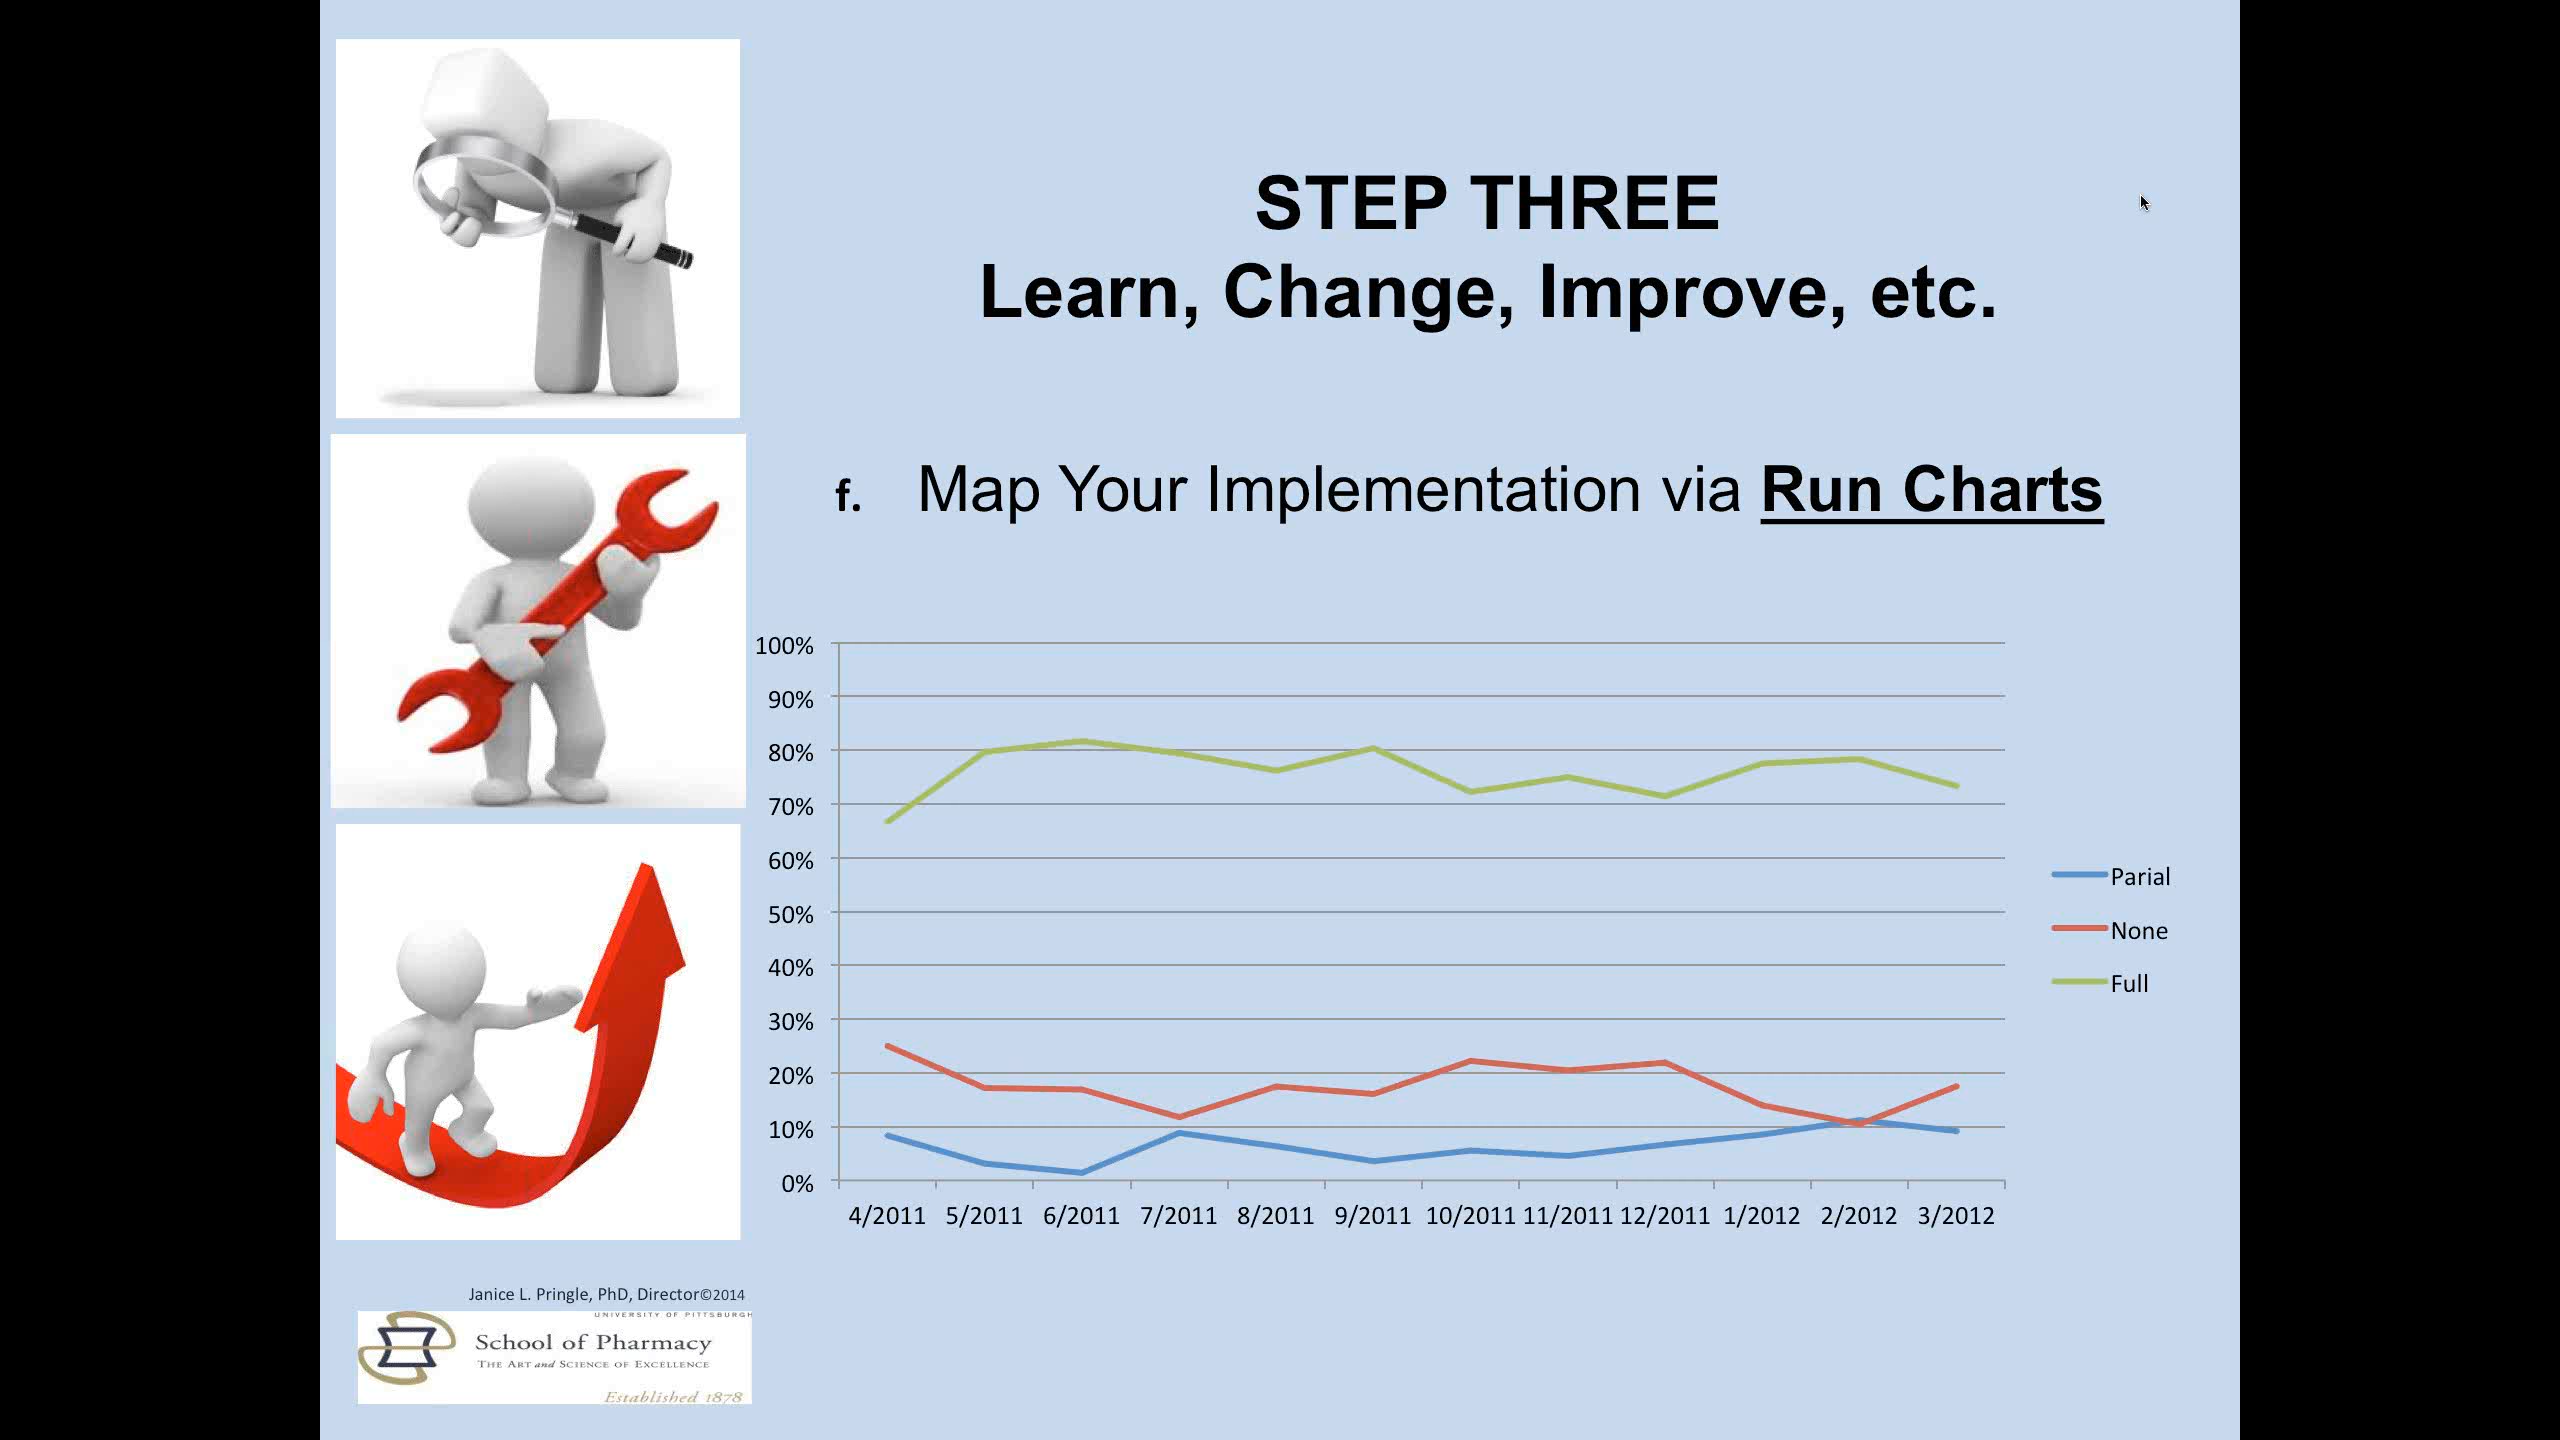 STEP THREE
Learn, Change, Improve, etc.
f. Map Your Implementation via Run Charts
100%
90%
80%
70%
60%
50%
40%
30%
20%
10%
0%
4/2011 5/2011 6/2011 7/2011 8/2011 9/2011 10/2011 11/2011 12/2011 1/2012 2/2012 3/2012
Parial
None
Full
Janice L. Pringle, PhD, Director©2014
UNIVERSITY OF PITTSBURGH
School of Pharmacy
THE ART and SCIENCE OF EXCELLENCE
Established 1878